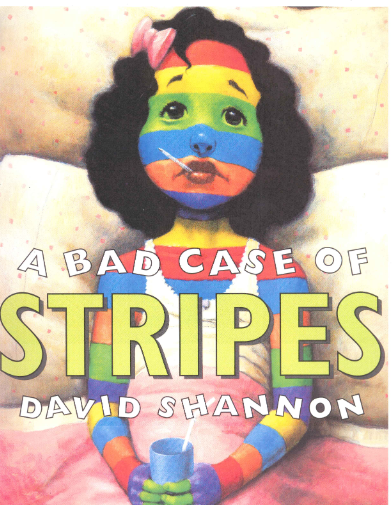 A BAD CASE OF
STRIPES
DAVID SHANNON